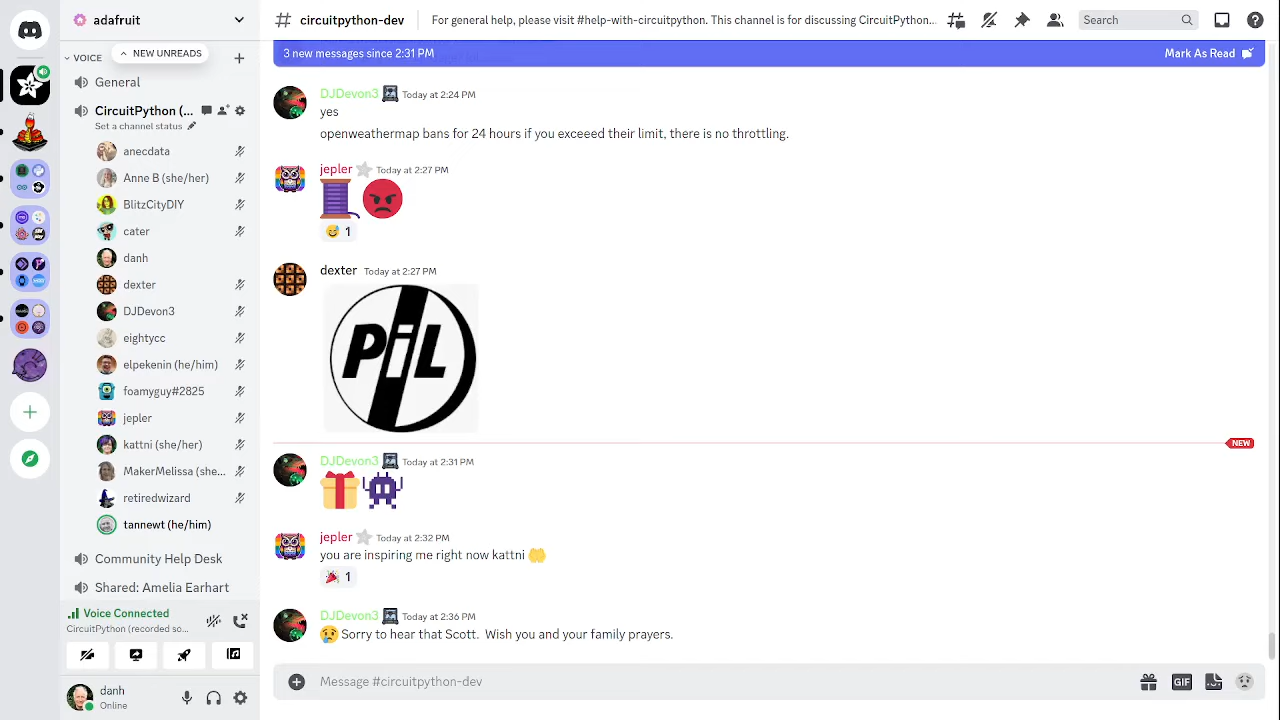 adafruit
NEW UNREADS
VOICE
General
CircuitPython (...
Set a channel status
anecdata
Anne B (she/her)
BlitzCityDIY
cater
danh
dexter
DJDevon3
eightycc
elpekenin (he/him)
foamyguy#2825
jepler
kattni (she/her)
MakerMelissa (she...
retiredwizard
tannewt (he/him)
Community Help Desk
Shared: Amelia Earhart
Voice Connected
CircuitPython (recorded so...
danh
Online
# circuitpython-dev
For general help, please visit #help-with-circuitpython. This channel is for discussing CircuitPython...
Search
3 new messages since 2:31 PM
Mark As Read
DJDevon3 Today at 2:24 PM
yes
openweathermap bans for 24 hours if you exceeed their limit, there is no throttling.
jepler Today at 2:27 PM
1
dexter Today at 2:27 PM
PiL
NEW
DJDevon3 Today at 2:31 PM
jepler Today at 2:32 PM
you are inspiring me right now kattni
1
DJDevon3 Today at 2:36 PM
Sorry to hear that Scott. Wish you and your family prayers.
Message #circuitpython-dev
GIF